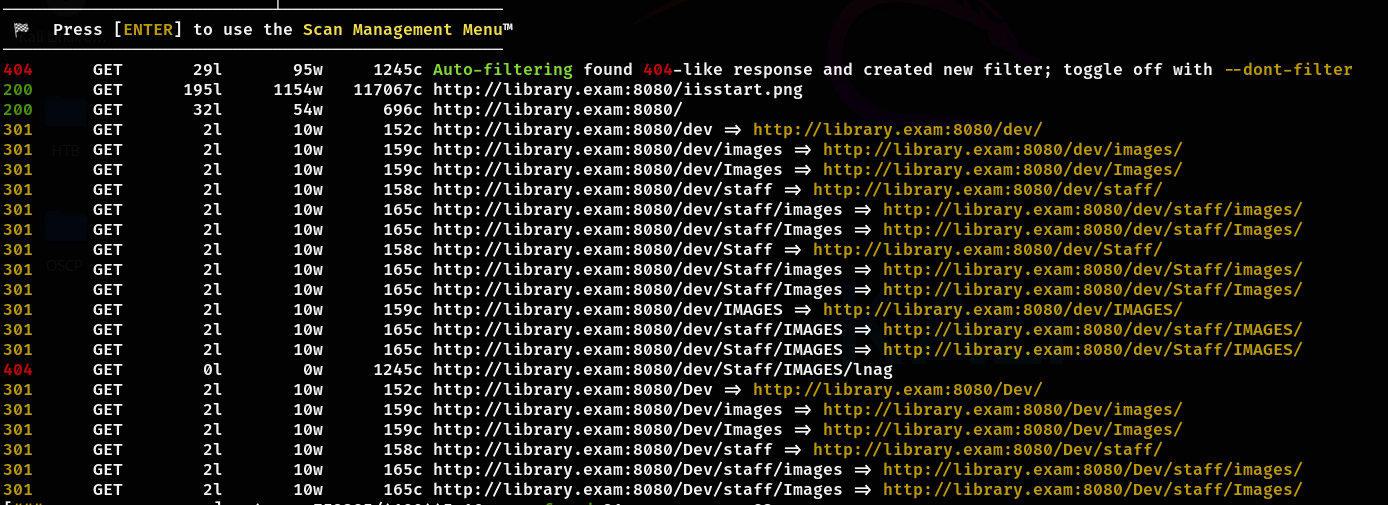 🏁 Press [ENTER] to use the Scan Management Menu™
404 GET 29l 95w 1245c Auto-filtering found 404-like response and created new filter; toggle off with --dont-filter
200 GET 195l 1154w 117067c http://library.exam:8080/iisstart.png
200 GET 32l 54w 696c http://library.exam:8080/
301 GET 2l 10w 152c http://library.exam:8080/dev => http://library.exam:8080/dev/
301 GET 2l 10w 159c http://library.exam:8080/dev/images => http://library.exam:8080/dev/images/
301 GET 2l 10w 159c http://library.exam:8080/dev/Images => http://library.exam:8080/dev/Images/
301 GET 2l 10w 158c http://library.exam:8080/dev/staff => http://library.exam:8080/dev/staff/
301 GET 2l 10w 165c http://library.exam:8080/dev/staff/images => http://library.exam:8080/dev/staff/images/
301 GET 2l 10w 165c http://library.exam:8080/dev/staff/Images => http://library.exam:8080/dev/staff/Images/
301 GET 2l 10w 158c http://library.exam:8080/dev/Staff => http://library.exam:8080/dev/Staff/
301 GET 2l 10w 165c http://library.exam:8080/dev/Staff/images => http://library.exam:8080/dev/Staff/images/
301 GET 2l 10w 165c http://library.exam:8080/dev/Staff/Images => http://library.exam:8080/dev/Staff/Images/
301 GET 2l 10w 159c http://library.exam:8080/dev/IMAGES => http://library.exam:8080/dev/IMAGES/
301 GET 2l 10w 165c http://library.exam:8080/dev/staff/IMAGES => http://library.exam:8080/dev/staff/IMAGES/
301 GET 2l 10w 165c http://library.exam:8080/dev/Staff/IMAGES => http://library.exam:8080/dev/Staff/IMAGES/
404 GET 0l 0w 1245c http://library.exam:8080/dev/Staff/IMAGES/lnag
301 GET 2l 10w 152c http://library.exam:8080/Dev => http://library.exam:8080/Dev/
301 GET 2l 10w 159c http://library.exam:8080/Dev/images => http://library.exam:8080/Dev/images/
301 GET 2l 10w 159c http://library.exam:8080/Dev/Images => http://library.exam:8080/Dev/Images/
301 GET 2l 10w 158c http://library.exam:8080/Dev/staff => http://library.exam:8080/Dev/staff/
301 GET 2l 10w 165c http://library.exam:8080/Dev/staff/images => http://library.exam:8080/Dev/staff/images/
301 GET 2l 10w 165c http://library.exam:8080/Dev/staff/Images => http://library.exam:8080/Dev/staff/Images/
HTB
OSCP